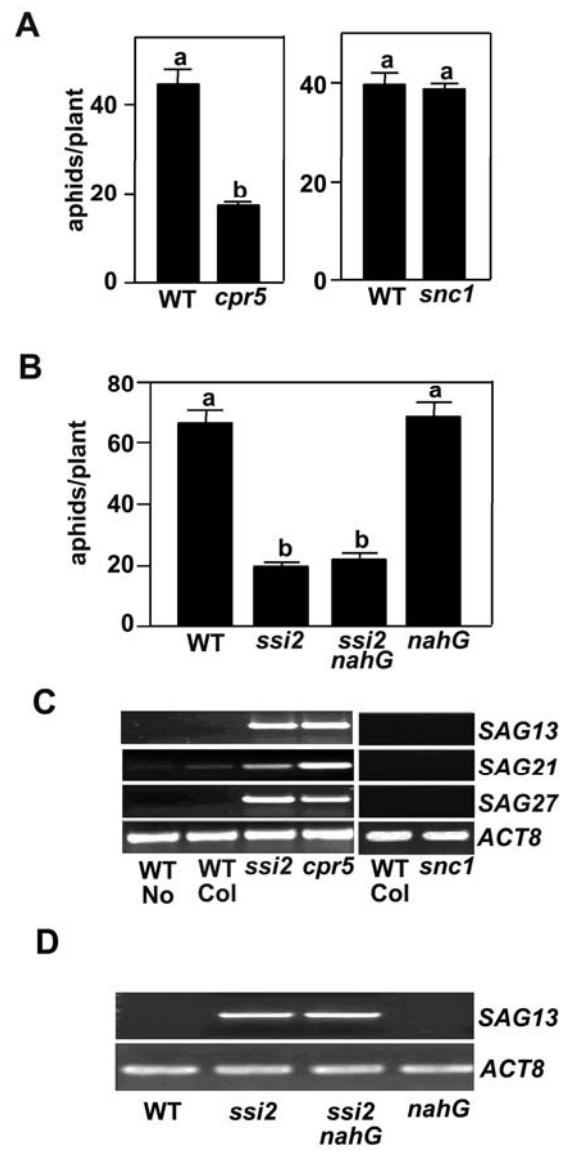 A
aphids/plant
40
20
0
a
b
WT cpr5
40
20
0
a a
WT snc1
B
aphids/plant
80
60
40
20
0
a
b
b
a
WT ssi2 ssi2 nahG
nahG
C
SAG13
SAG21
SAG27
ACT8
WT WT ssi2 cpr5 WT snc1
No Col Col
D
SAG13
ACT8
WT ssi2 ssi2 nahG
nahG